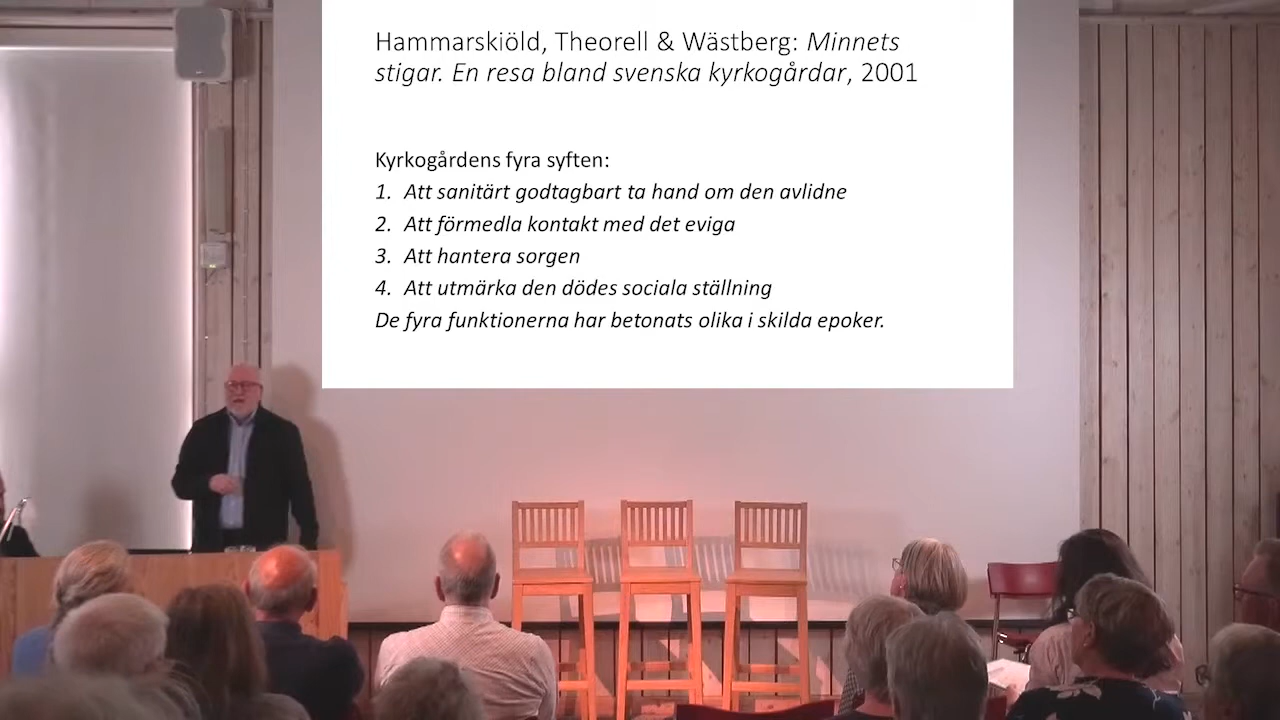 Hammarskiöld, Theorell & Wästberg: Minnets
stigar. En resa bland svenska kyrkogårdar, 2001
Kyrkogårdens fyra syften:
1. Att sanitärt godtagbart ta hand om den avlidne
2. Att förmedla kontakt med det eviga
3. Att hantera sorgen
4. Att utmärka den dödes sociala ställning
De fyra funktionerna har betonats olika i skilda epoker.